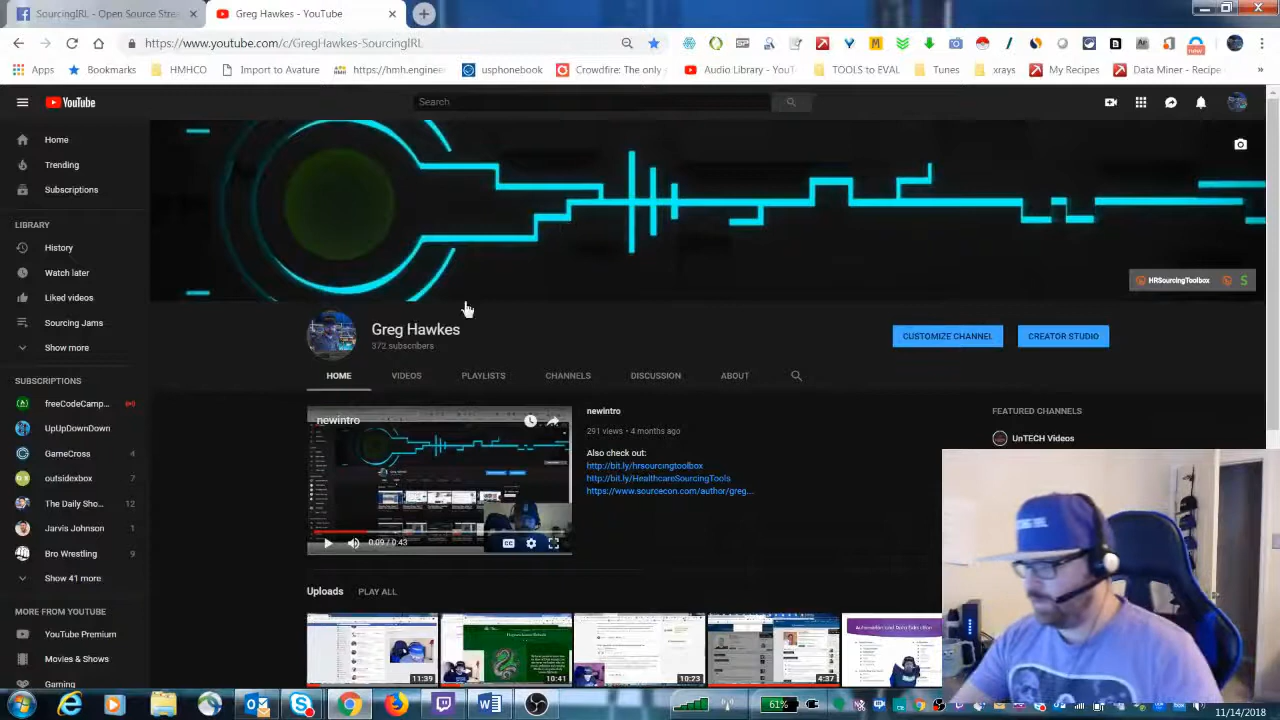 SourcingIRL - Open Source Stre
Greg Hawkes - YouTube
https://www.youtube.com/c/GregHawkes-SourcingIRL
Apps
Bookmarks
HMHCO
Import to Avature
https://hmh.engineer
usphonebook
Crowdfire: The only
Audio Library - YouT
TOOLS to EVAL
Tunes
xrays
My Recipes
Data Miner - Recipe
YouTube
Search
Home
Trending
Subscriptions
LIBRARY
History
Watch later
Liked videos
Sourcing Jams
Show more
SUBSCRIPTIONS
freeCodeCamp...
UpUpDownDown
GameCross 4
outsidexbox 7
The Daily Sho... 12
Jarvis Johnson
Bro Wrestling 9
Show 41 more
MORE FROM YOUTUBE
YouTube Premium
Gaming
HRSourcingToolbox
Greg Hawkes
372 subscribers
CUSTOMIZE CHANNEL
CREATOR STUDIO
HOME
VIDEOS
PLAYLISTS
CHANNELS
DISCUSSION
ABOUT
newintro
0:09 / 0:43
newintro
291 views • 4 months ago
Also check out:
http://bit.ly/hrsourcingtoolbox
http://bit.ly/HealthcareSourcingTools
https://www.sourcecon.com/author/greg...
FEATURED CHANNELS
UnTECH Videos
Uploads
PLAY ALL
11:39
10:41
10:23
4:37
61%
11/14/2018